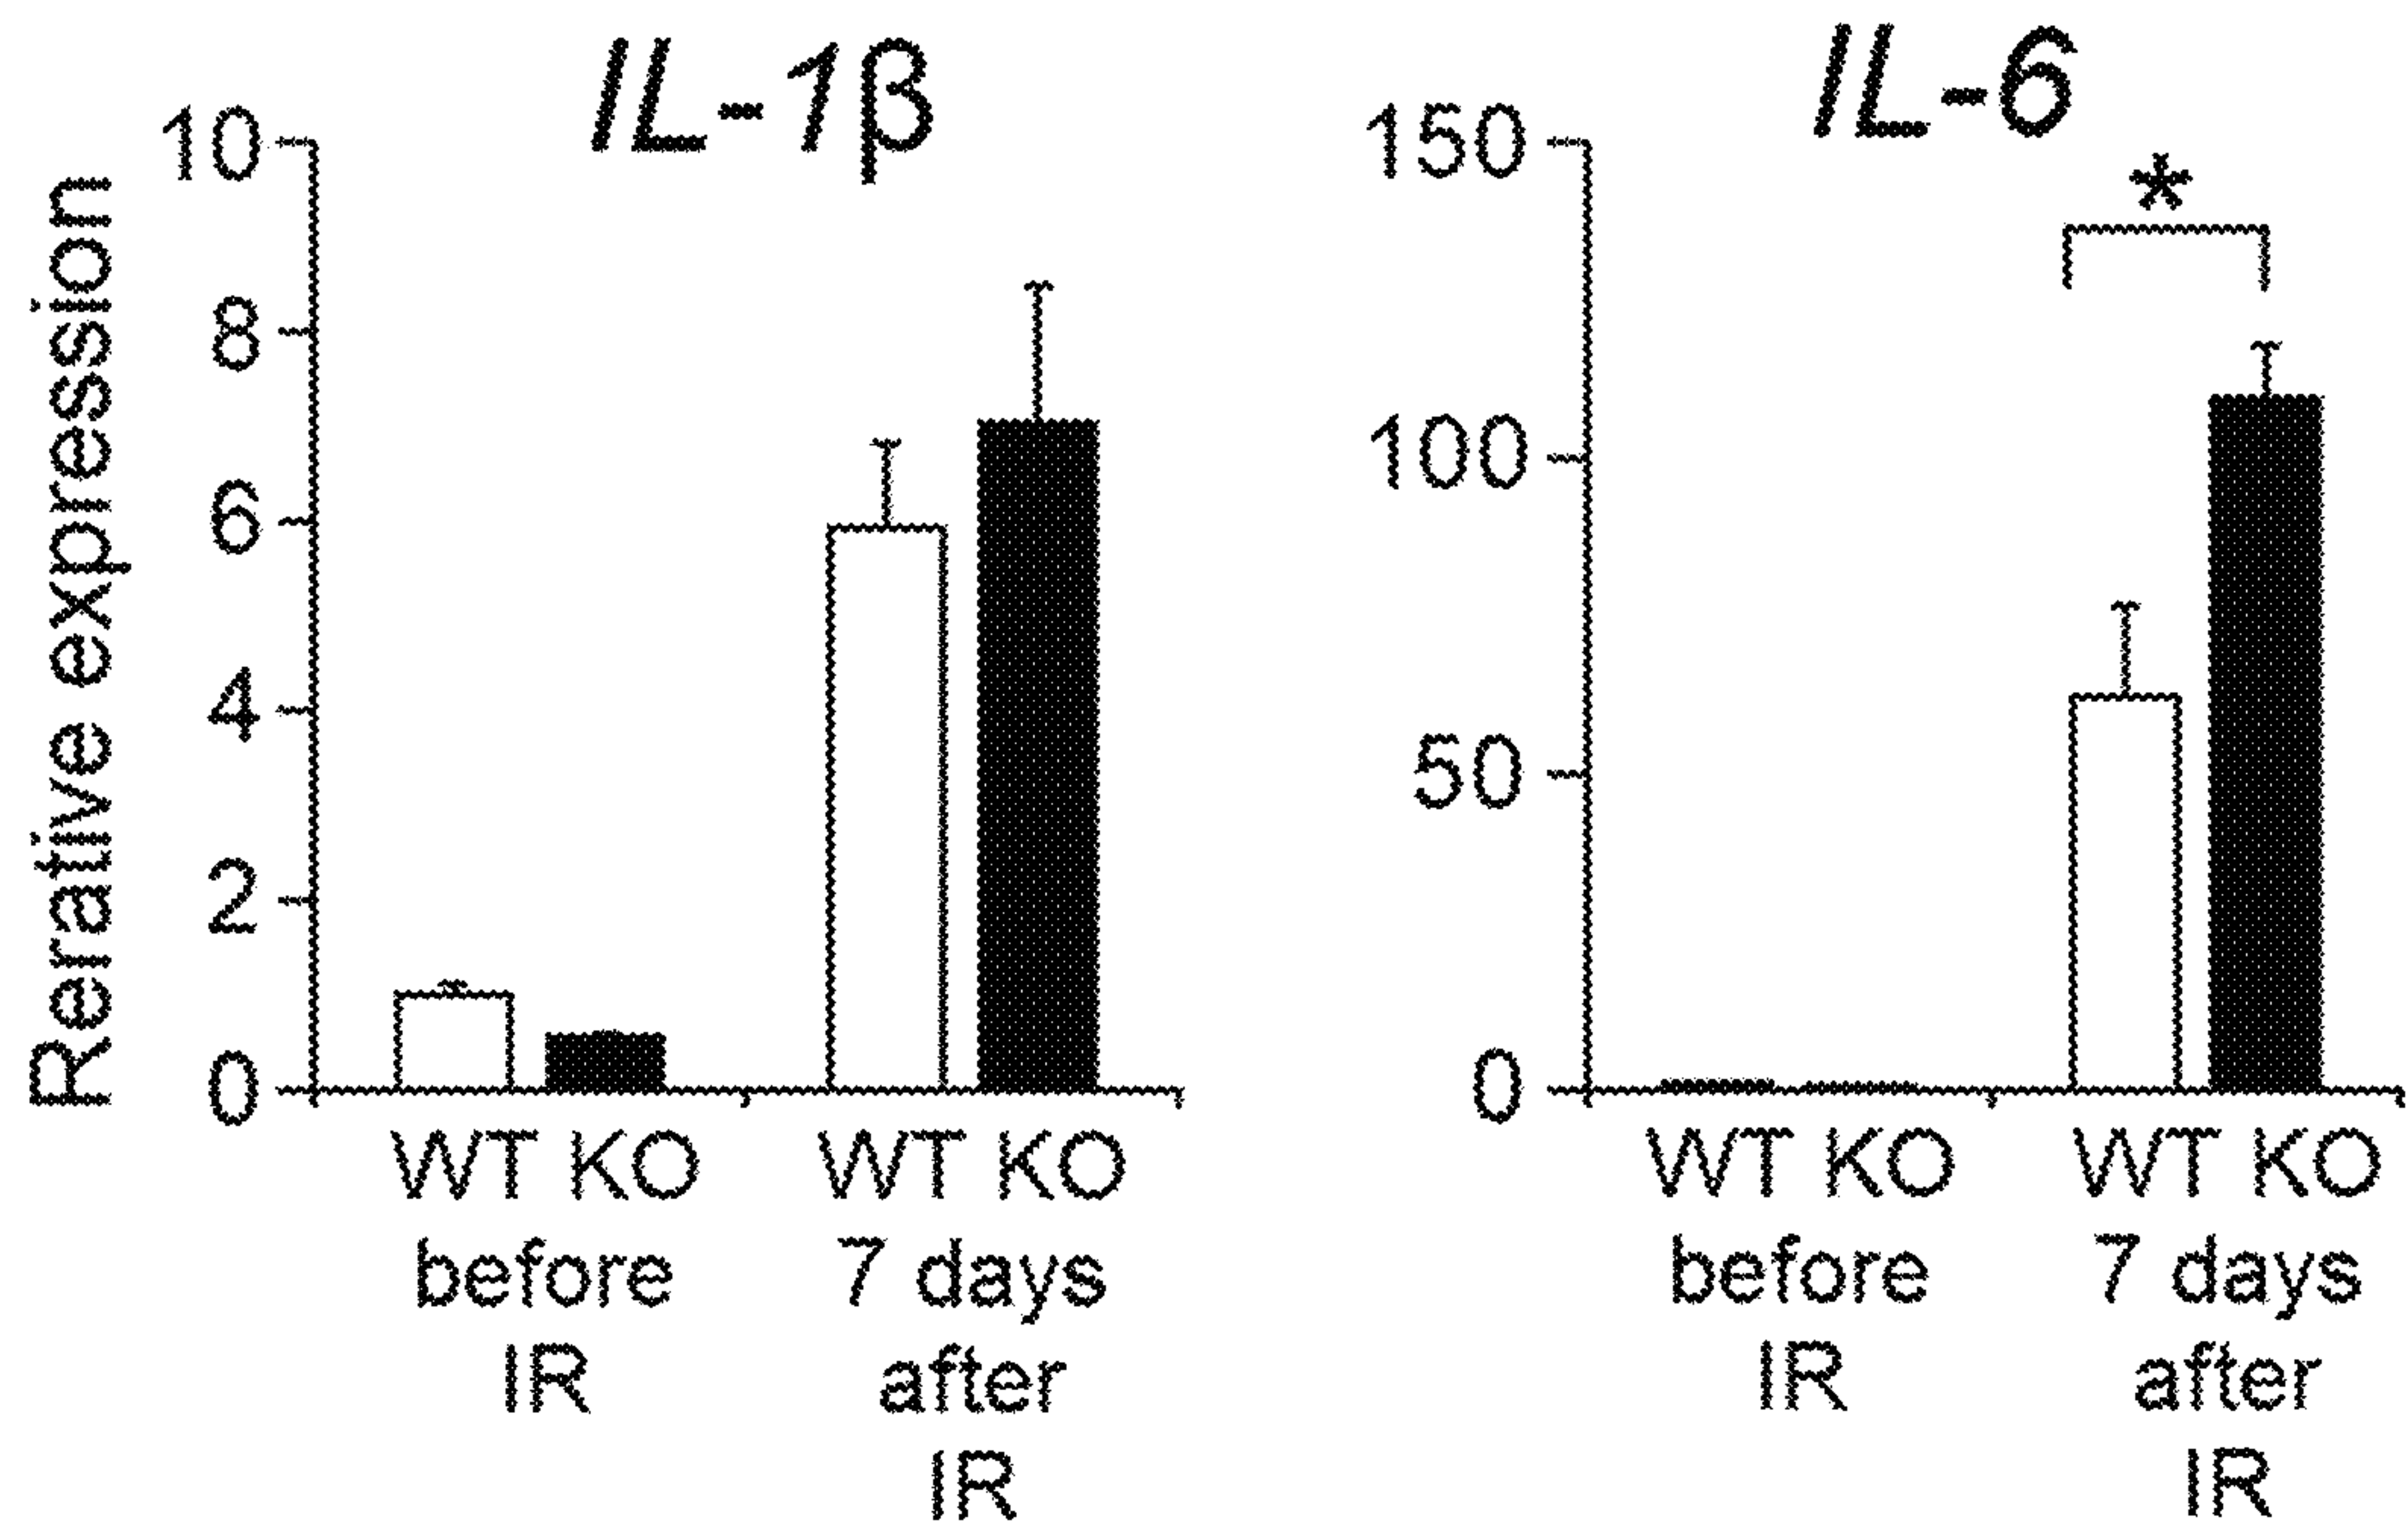 IL-1β
Rerative expression
10
8
6
4
2
0
WT KO WT KO
before 7 days
IR after
IR
IL-6
*
150
100
50
0
WT KO WT KO
before 7 days
IR after
IR